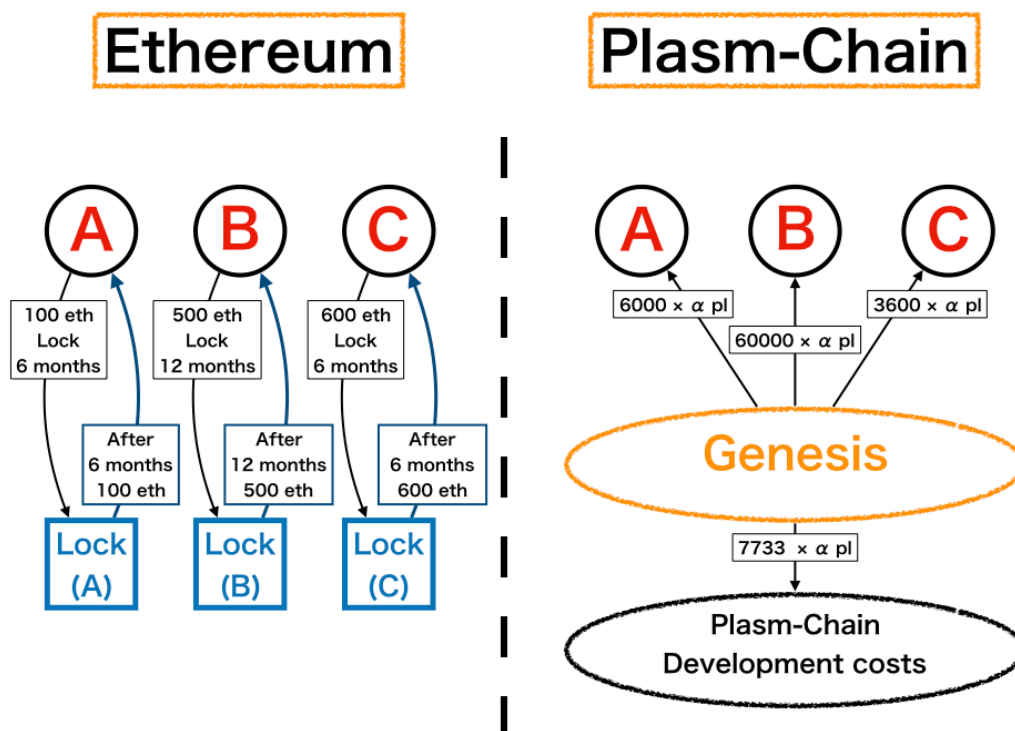 Ethereum
Plasm-Chain
A
B
C
100 eth
Lock
6 months
500 eth
Lock
12 months
600 eth
Lock
6 months
After
6 months
100 eth
After
12 months
500 eth
After
6 months
600 eth
Lock
(A)
Lock
(B)
Lock
(C)
A
B
C
6000 × α pl
60000 × α pl
3600 × α pl
Genesis
7733 × α pl
Plasm-Chain
Development costs